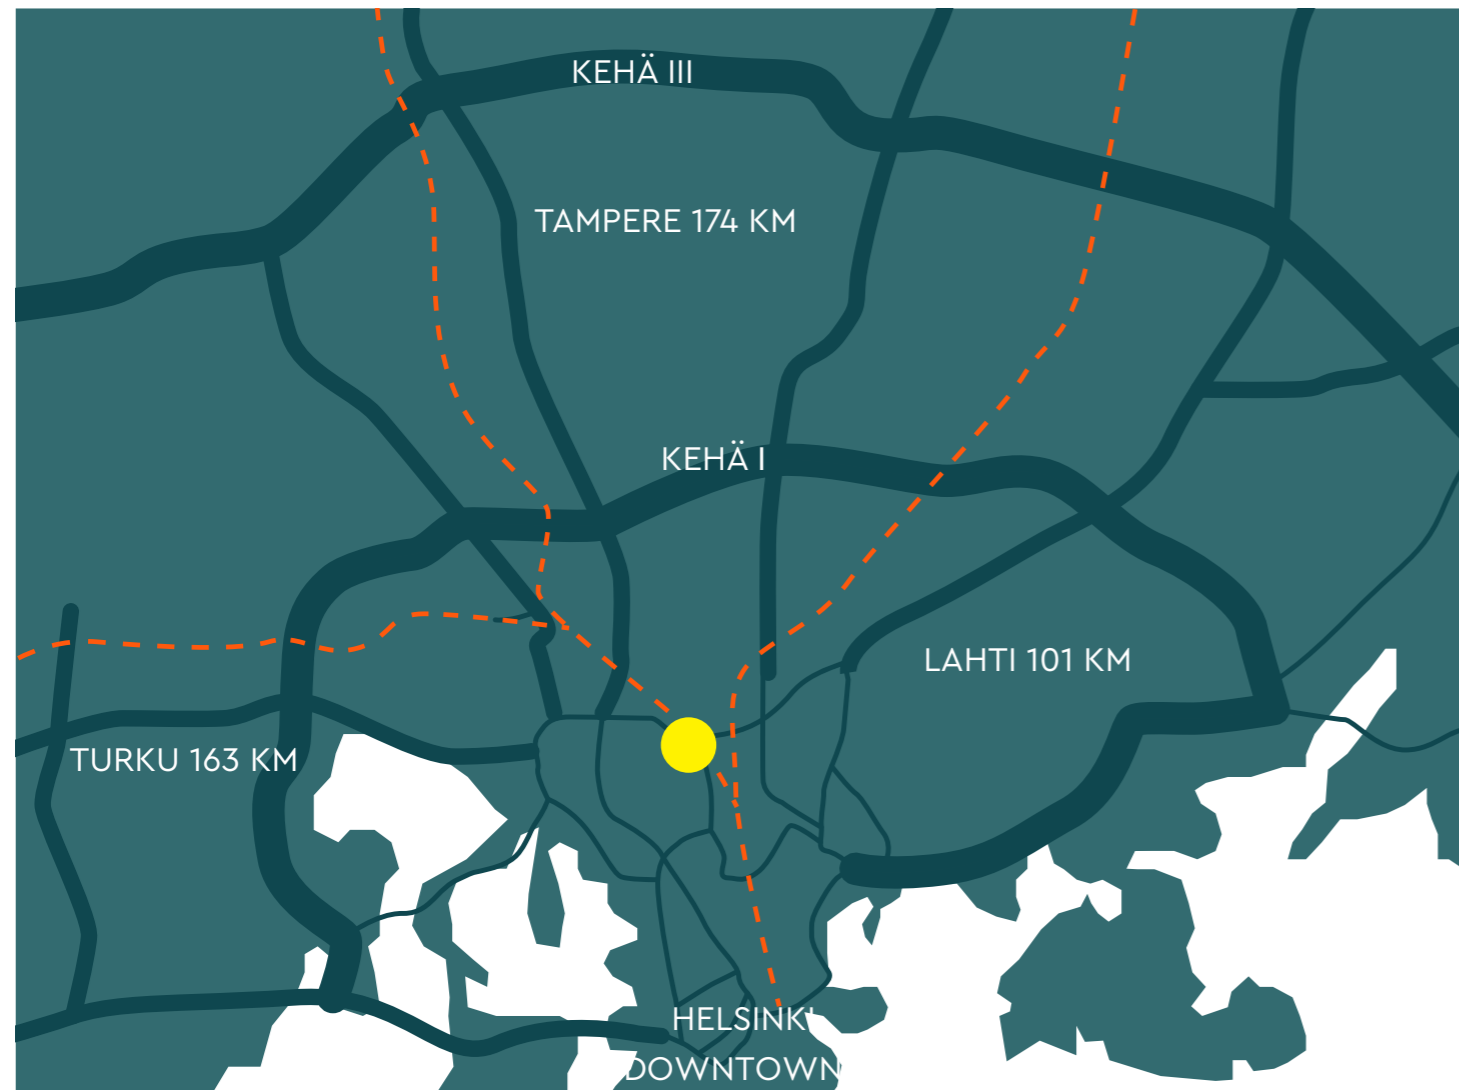 KEHÄ III
TAMPERE 174 KM
KEHÄ I
LAHTI 101 KM
TURKU 163 KM
HELSINKI
DOWNTOWN